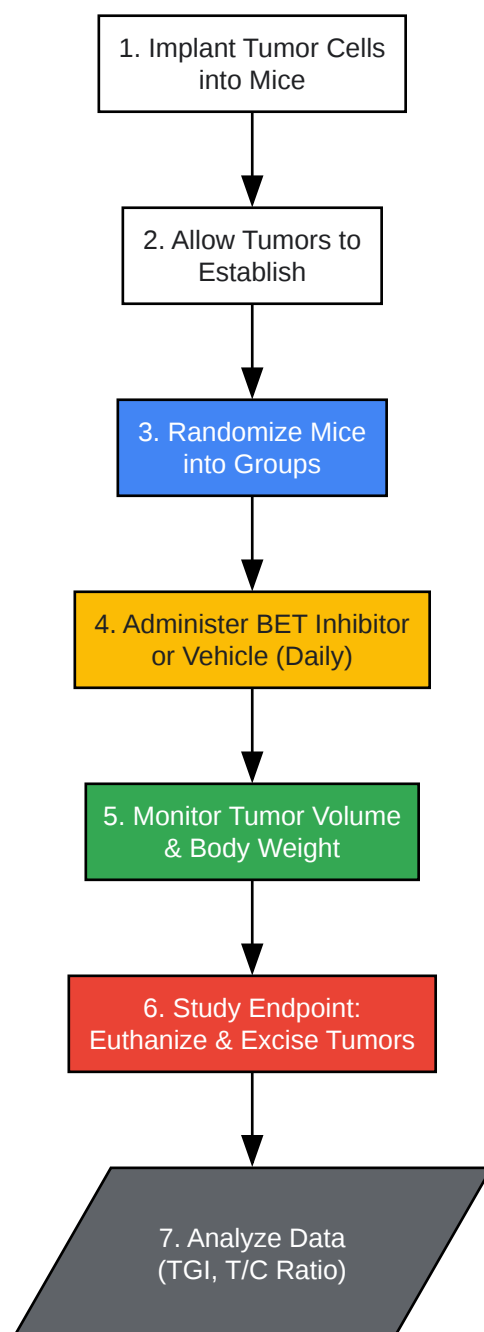 1. Implant Tumor Cells
into Mice
2. Allow Tumors to
Establish
3. Randomize Mice
into Groups
4. Administer BET Inhibitor
or Vehicle (Daily)
5. Monitor Tumor Volume
& Body Weight
6. Study Endpoint:
Euthanize & Excise Tumors
7. Analyze Data
(TGI, T/C Ratio)